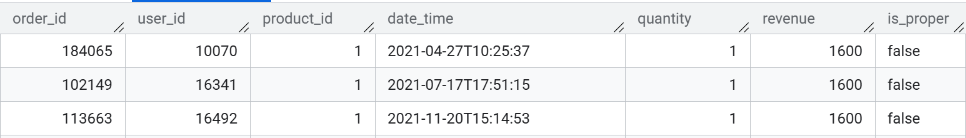 order_id user_id product_id date_time quantity revenue is_proper
184065 10070 1 2021-04-27T10:25:37 1 1600 false
102149 16341 1 2021-07-17T17:51:15 1 1600 false
113663 16492 1 2021-11-20T15:14:53 1 1600 false